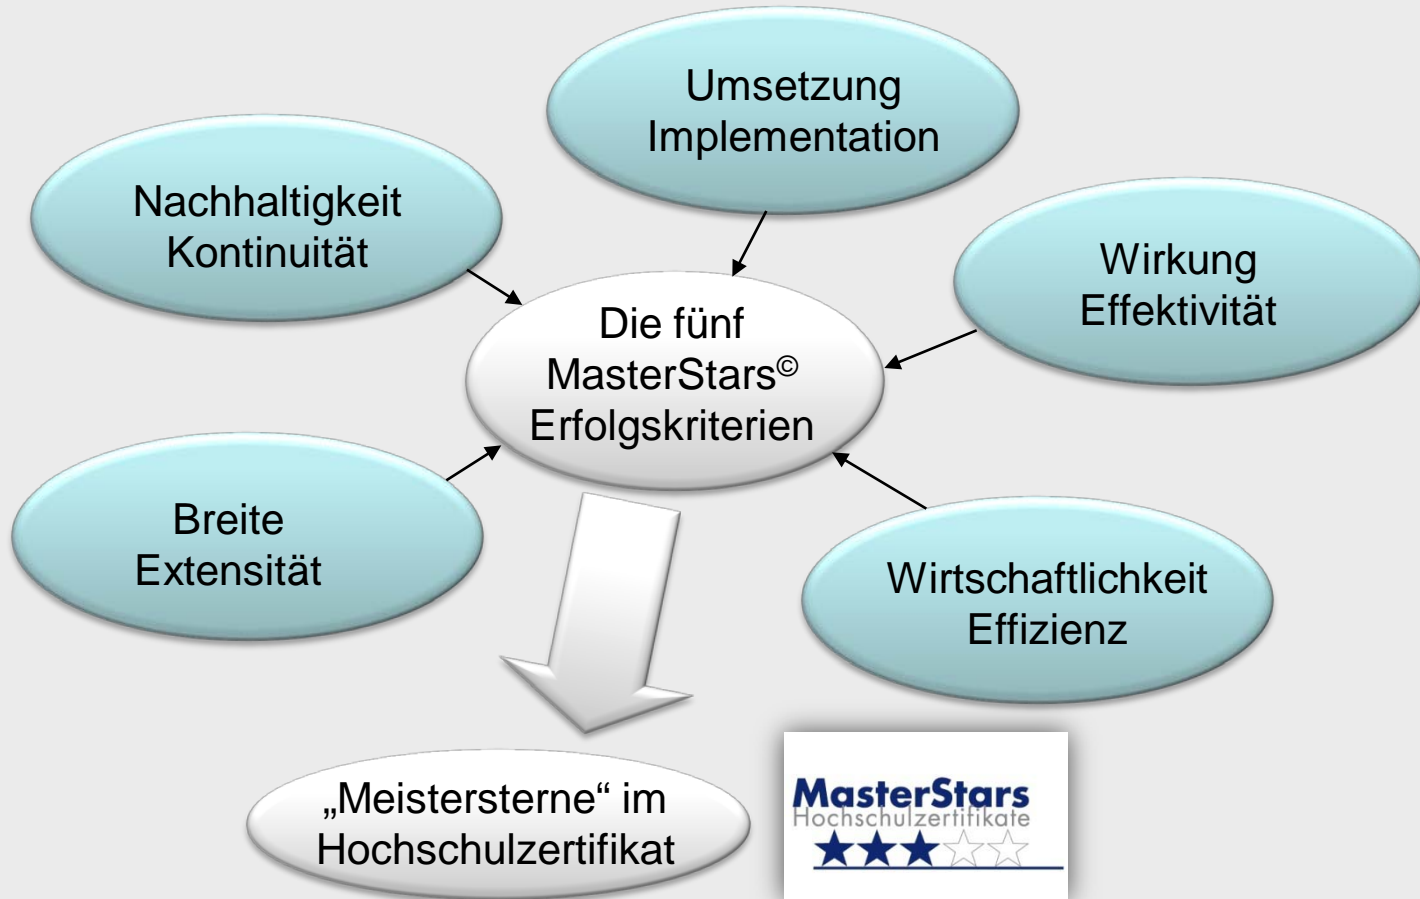 Umsetzung
Implementation
Nachhaltigkeit
Kontinuität
Wirkung
Effektivität
Die fünf
MasterStars©
Erfolgskriterien
Breite
Extensität
Wirtschaftlichkeit
Effizienz
„Meistersterne“ im
Hochschulzertifikat
MasterStars
Hochschulzertifikate